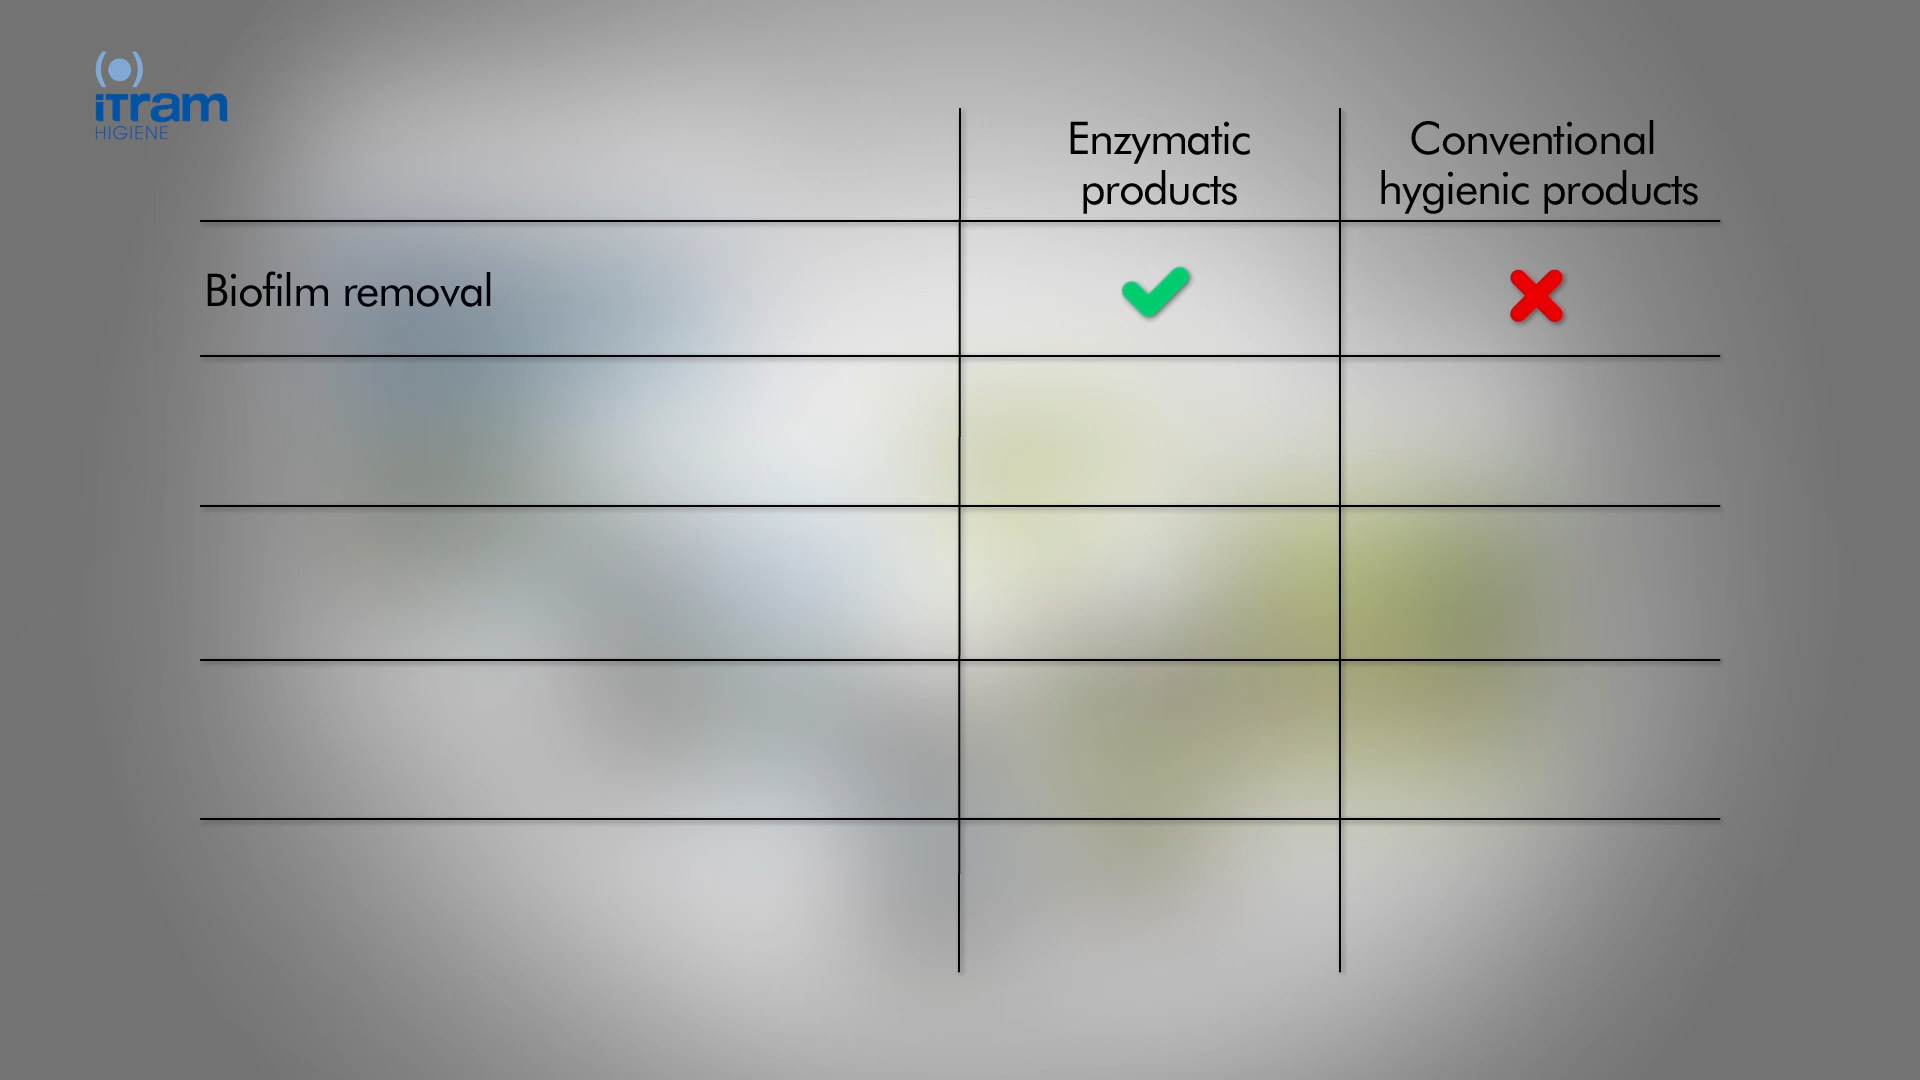 iTram
HIGIENE
Enzymatic
products
Conventional
hygienic products
Biofilm removal